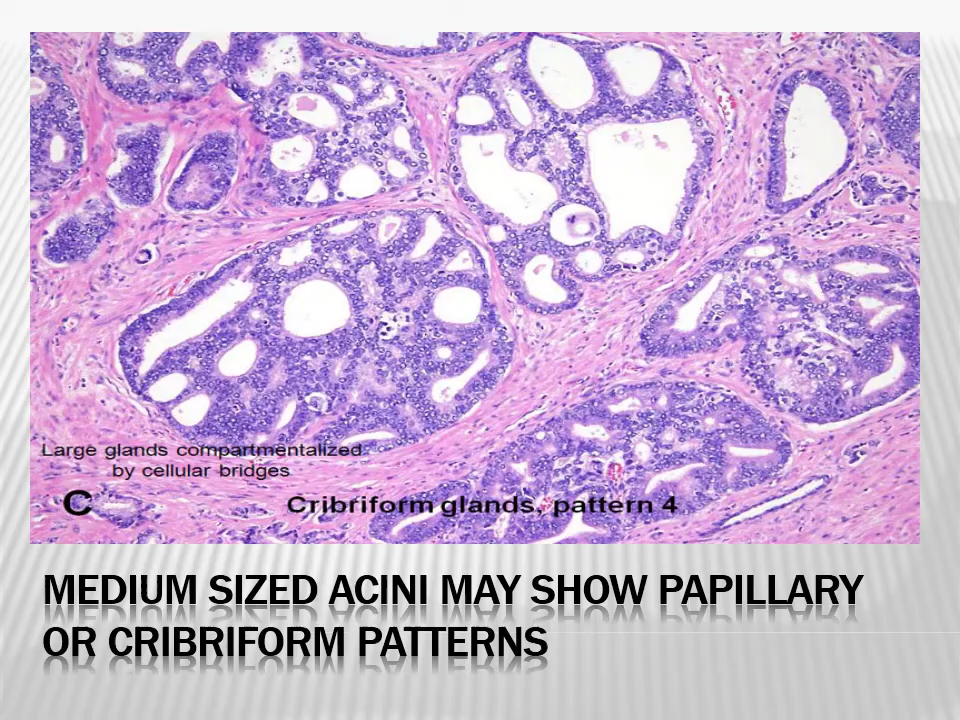 Large glands compartmentalized
by cellular bridges
C
Cribriform glands, pattern 4
MEDIUM SIZED ACINI MAY SHOW PAPILLARY
OR CRIBRIFORM PATTERNS